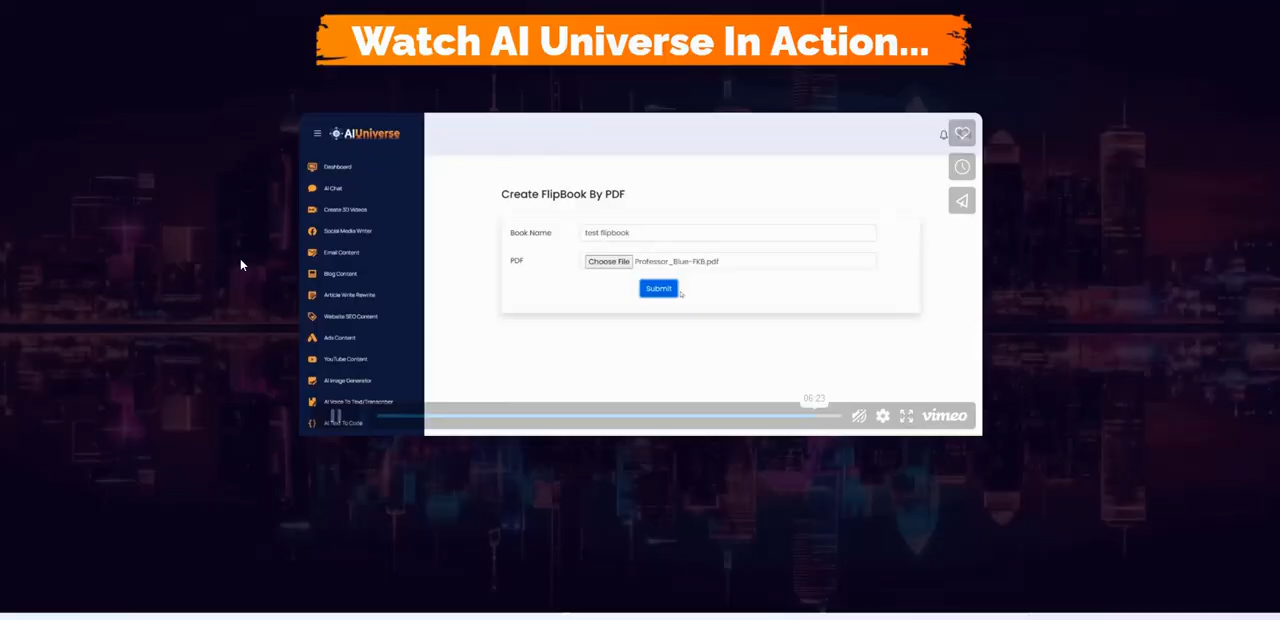 Watch AI Universe In Action...
AIUniverse
Dashboard
AI Chat
Create 3D Videos
Social Media Writer
Email Content
Blog Content
Article Write Rewrite
Website SEO Content
Ads Content
YouTube Content
AI Image Generator
AI Voice To Text/Transcriber
AI Text To Code
Create FlipBook By PDF
Book Name
test flipbook
PDF
Choose File Professor_Blue-FKB.pdf
Submit
06:23
vimeo